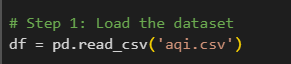 # Step 1: Load the dataset
df = pd.read_csv('aqi.csv')